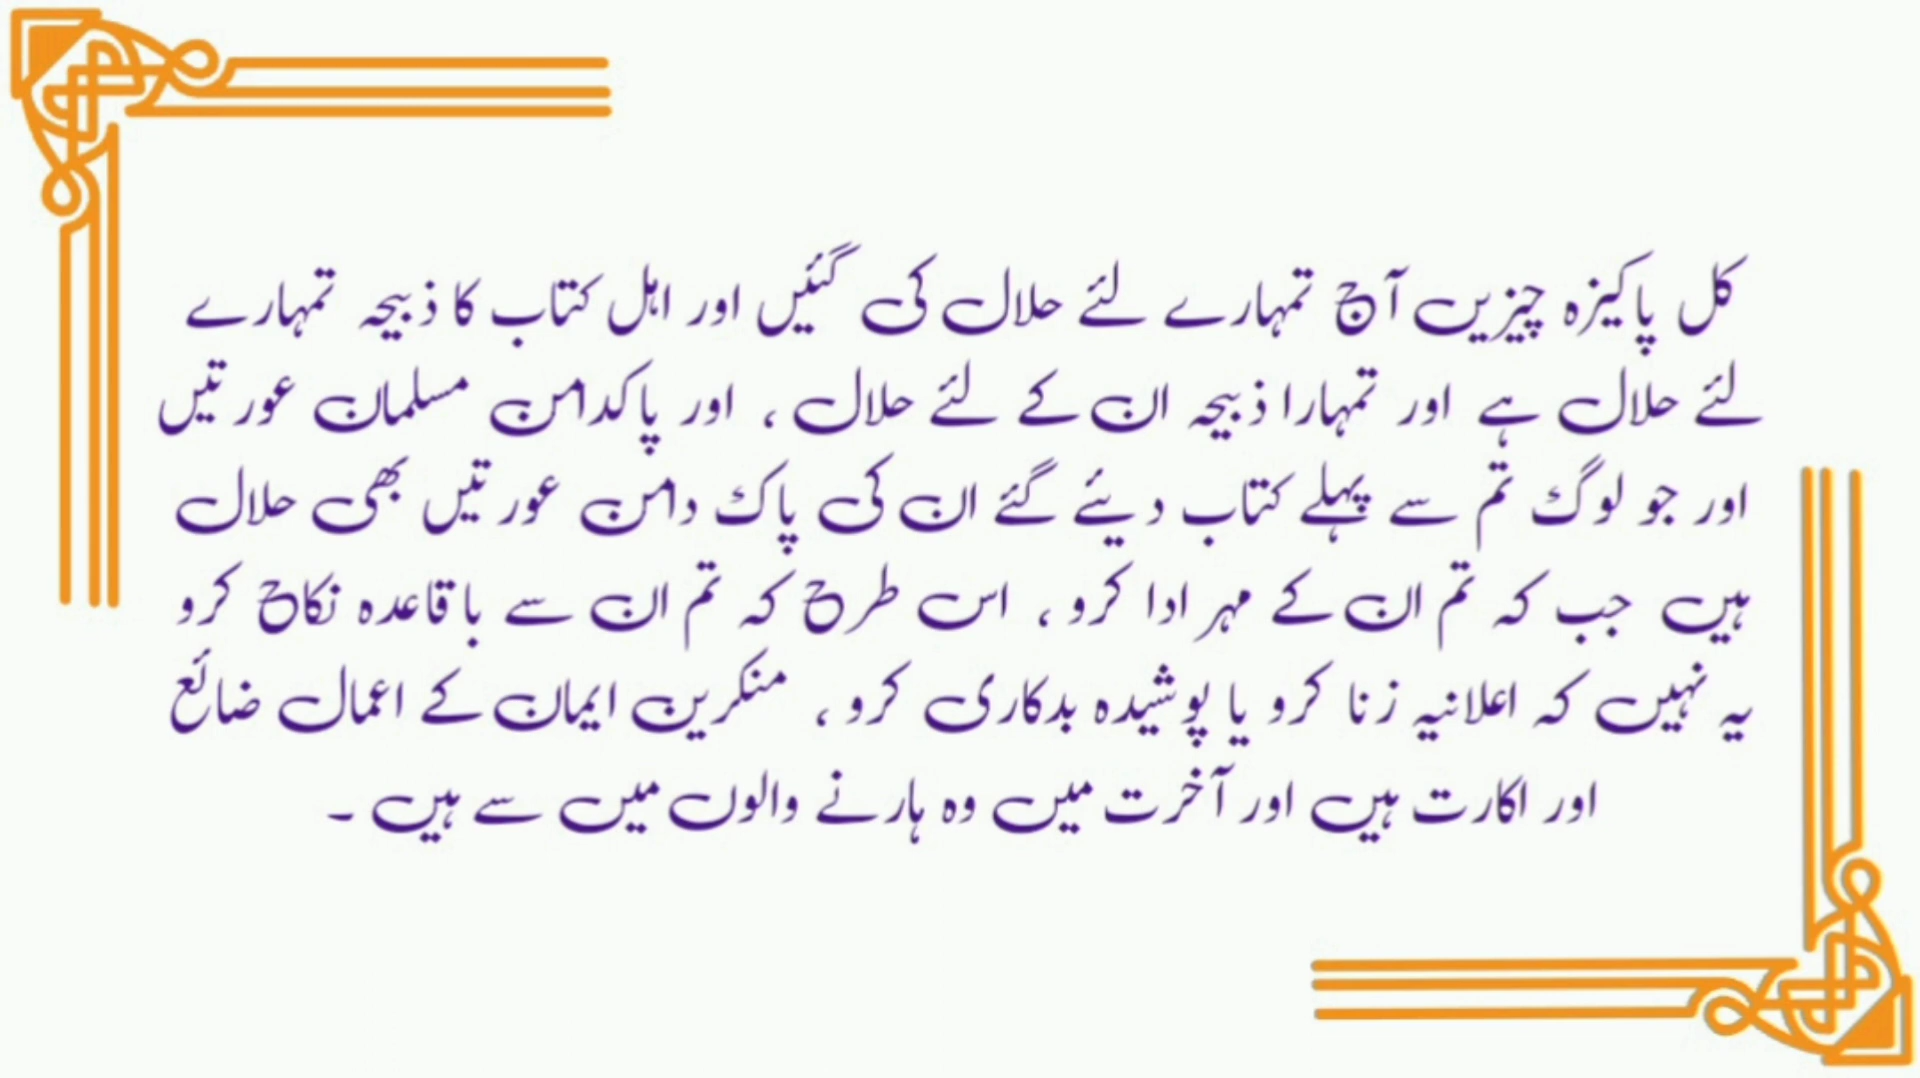 کل پاکیزہ چیزیں آج تمہارے لئے حلال کی گئیں اور اہل کتاب کا ذبیحہ تمہارے
لئے حلال ہے اور تمہارا ذبیحہ ان کے لئے حلال ، اور پاکدامن مسلمان عورتیں
اور جو لوگ تم سے پہلے کتاب دیئے گئے ان کی پاک دامن عورتیں بھی حلال
ہیں جب کہ تم ان کے مہر ادا کرو ، اس طرح کہ تم ان سے باقاعدہ نکاح کرو
یہ نہیں کہ اعلانیہ زنا کرو یا پوشیدہ بدکاری کرو ، منکرین ایمان کے اعمال ضائع
اور اکارت ہیں اور آخرت میں وہ ہارنے والوں میں سے ہیں ۔